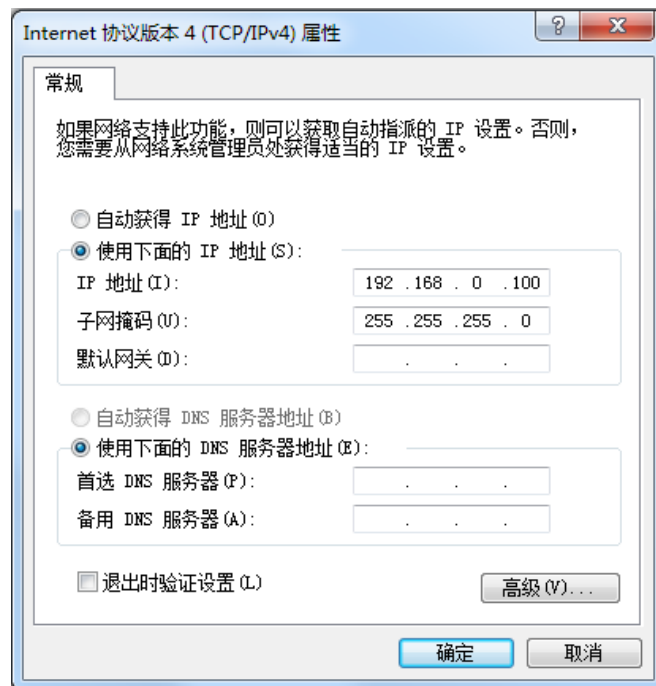 Internet 协议版本 4 (TCP/IPv4) 属性
常规
如果网络支持此功能，则可以获取自动指派的 IP 设置。否则，
您需要从网络系统管理员处获得适当的 IP 设置。
自动获得 IP 地址(O)
使用下面的 IP 地址(S):
IP 地址(I): 192 .168 . 0 .100
子网掩码(U): 255 .255 .255 . 0
默认网关(D): . . .
自动获得 DNS 服务器地址(B)
使用下面的 DNS 服务器地址(E):
首选 DNS 服务器(P): . . .
备用 DNS 服务器(A): . . .
退出时验证设置(L)
高级(V)...
确定 取消